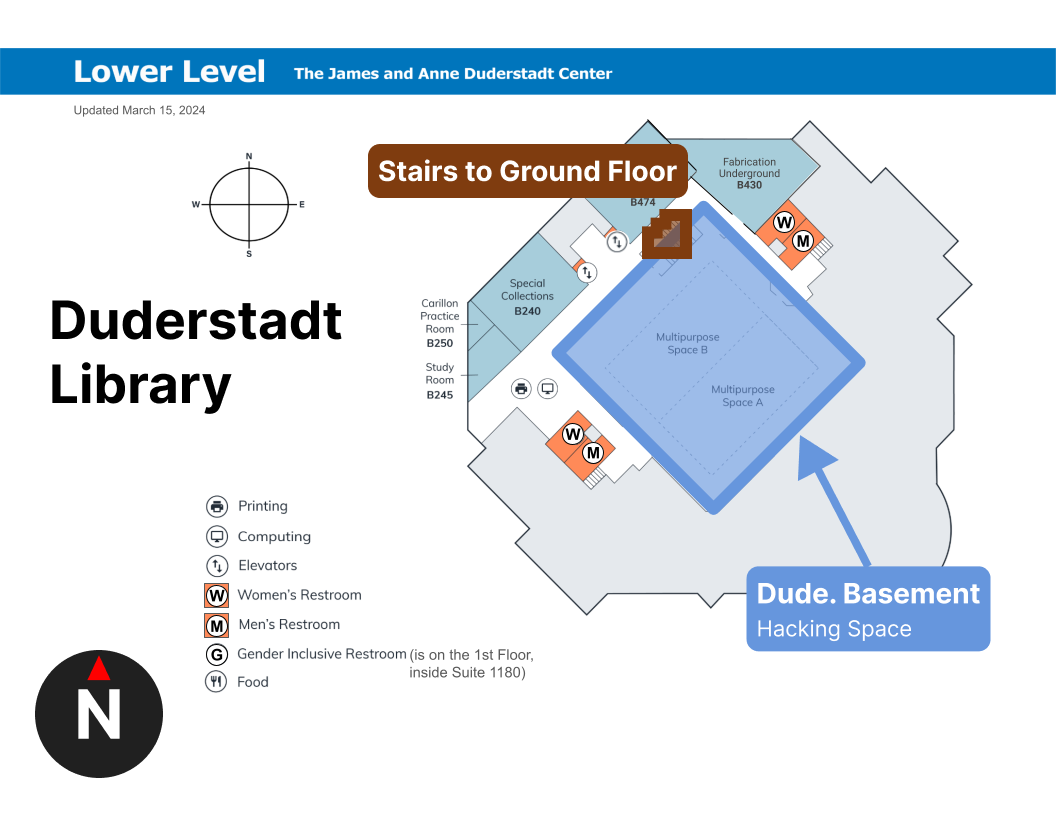 Lower Level The James and Anne Duderstadt Center
Updated March 15, 2024
N
W E
S
Stairs to Ground Floor
Fabrication
Underground
B430
B474
W
M
Special
Collections
B240
Carillon
Practice
Room
B250
Study
Room
B245
Duderstadt
Library
Multipurpose
Space B
Multipurpose
Space A
W
M
Dude. Basement
Hacking Space
Printing
Computing
Elevators
W Women's Restroom
M Men's Restroom
G Gender Inclusive Restroom (is on the 1st Floor,
inside Suite 1180)
Food
N